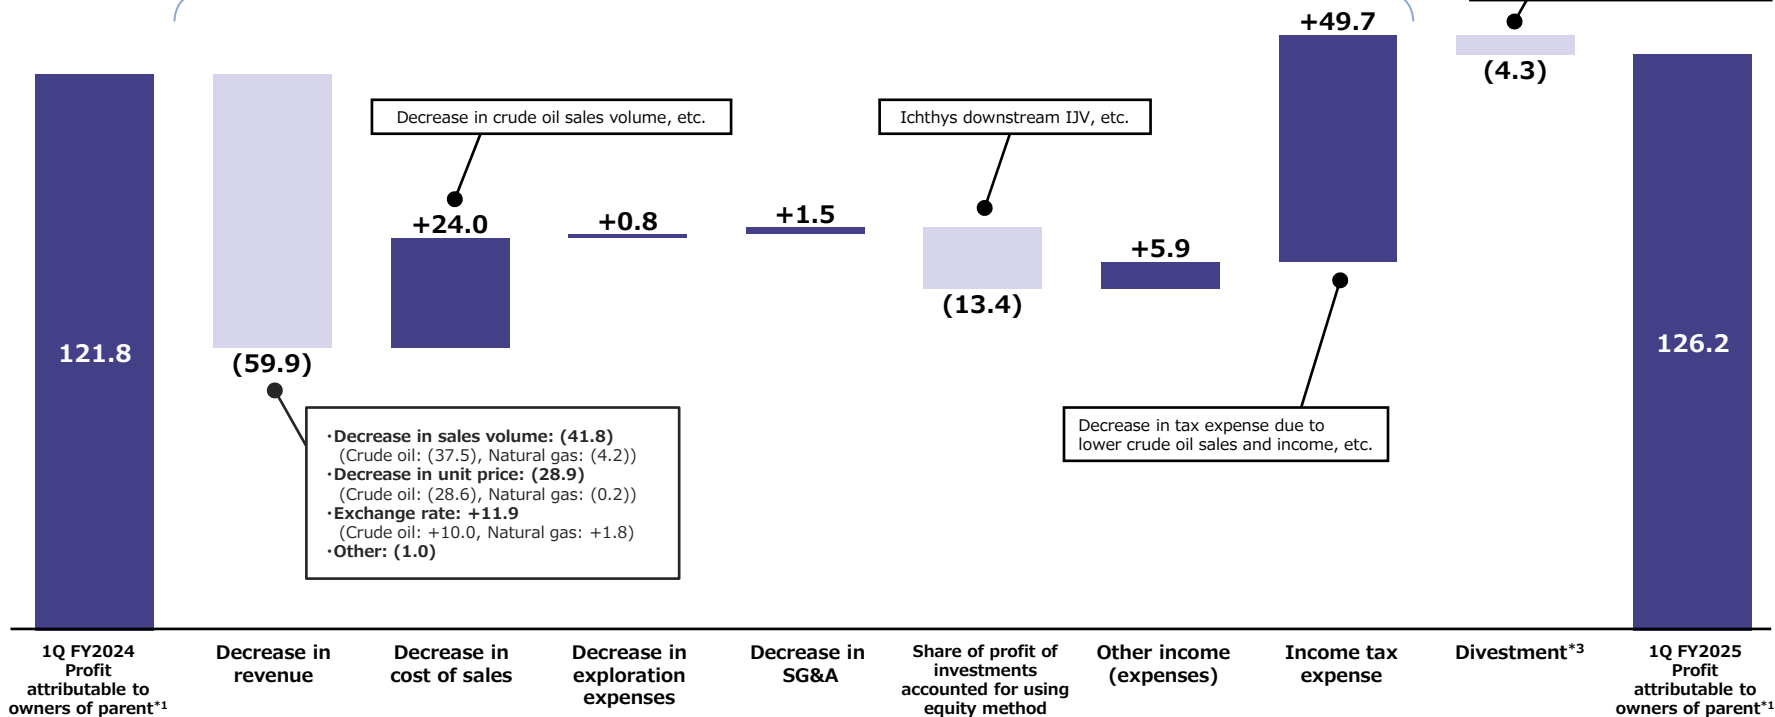 +49.7
(4.3)
Decrease in crude oil sales volume, etc.
Ichthys downstream IJV, etc.
+24.0
+0.8
+1.5
+5.9
(13.4)
121.8
(59.9)
126.2
・Decrease in sales volume: (41.8)
(Crude oil: (37.5), Natural gas: (4.2))
・Decrease in unit price: (28.9)
(Crude oil: (28.6), Natural gas: (0.2))
・Exchange rate: +11.9
(Crude oil: +10.0, Natural gas: +1.8)
・Other: (1.0)
Decrease in tax expense due to
lower crude oil sales and income, etc.
1Q FY2024
Profit
attributable to
owners of parent*1
Decrease in
revenue
Decrease in
cost of sales
Decrease in
exploration
expenses
Decrease in
SG&A
Share of profit of
investments
accounted for using
equity method
Other income
(expenses)
Income tax
expense
Divestment*3
1Q FY2025
Profit
attributable to
owners of parent*1